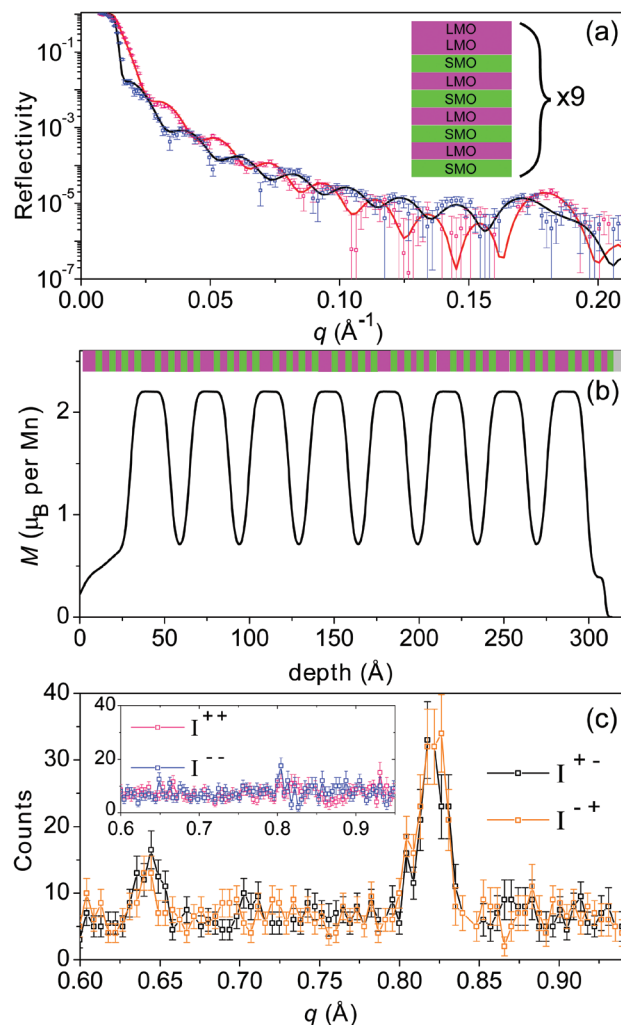 (a)
LMO
LMO
SMO
LMO
SMO
LMO
SMO
LMO
SMO
x9
Reflectivity
10⁻¹
10⁻³
10⁻⁵
10⁻⁷
0.00 0.05 0.10 0.15 0.20
q (Å⁻¹)
(b)
M (μB per Mn)
2
1
0
0 50 100 150 200 250 300
depth (Å)
(c)
Counts
40
30
20
10
0
40
20
0
I⁺⁺
I⁻⁻
0.6 0.7 0.8 0.9
I⁺⁻
I⁻⁺
0.60 0.65 0.70 0.75 0.80 0.85 0.90
q (Å)